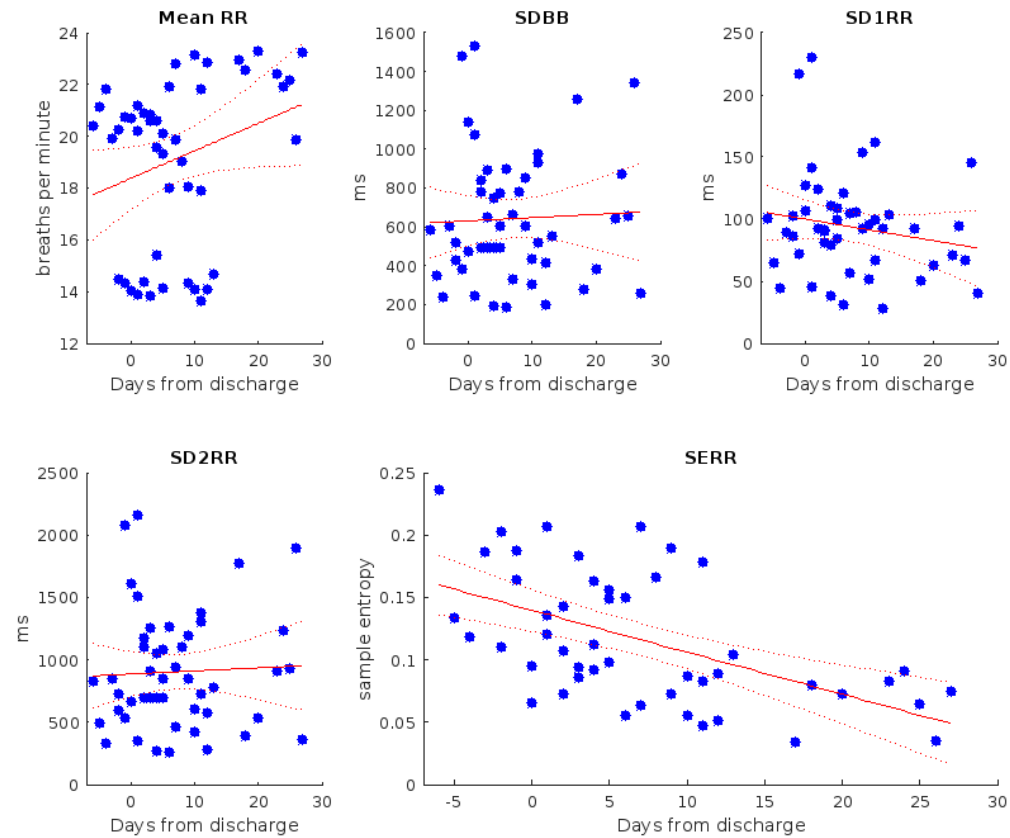 Mean RR
24
22
20
18
16
14
12
breaths per minute
0 10 20 30
Days from discharge
SDBB
1600
1400
1200
1000
800
600
400
200
0
ms
0 10 20 30
Days from discharge
SD1RR
250
200
150
100
50
0
ms
0 10 20 30
Days from discharge
SD2RR
2500
2000
1500
1000
500
0
ms
0 10 20 30
Days from discharge
SERR
0.25
0.2
0.15
0.1
0.05
0
sample entropy
-5 0 5 10 15 20 25 30
Days from discharge